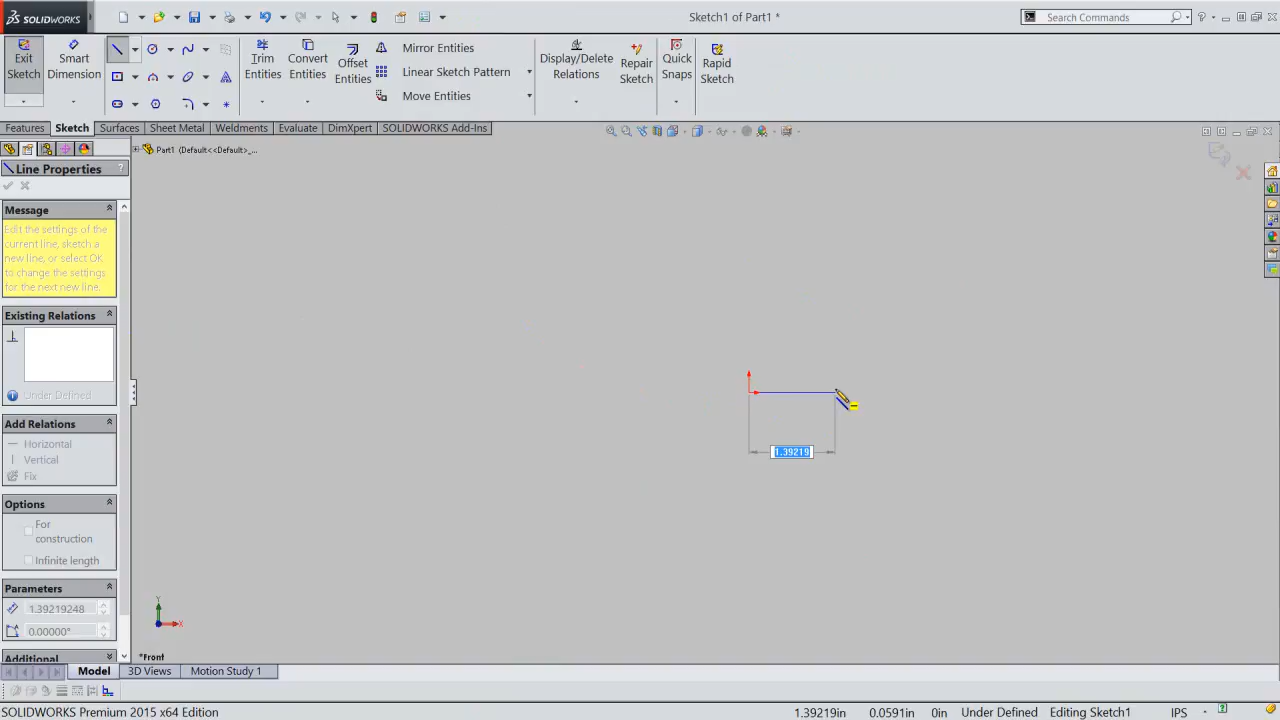 SOLIDWORKS
Sketch1 of Part1 *
Search Commands
Exit Sketch
Smart Dimension
Trim Entities
Convert Entities
Offset Entities
Mirror Entities
Linear Sketch Pattern
Move Entities
Display/Delete Relations
Repair Sketch
Quick Snaps
Rapid Sketch
Features
Sketch
Surfaces
Sheet Metal
Weldments
Evaluate
DimXpert
SOLIDWORKS Add-Ins
Part1 (Default<<Default>_...
Line Properties
?
Message
Edit the settings of the
current line, sketch a
new line, or select OK
to change the settings
for the next new line.
Existing Relations
Under Defined
Add Relations
Horizontal
Vertical
Fix
Options
For
construction
Infinite length
Parameters
1.39219248
0.00000°
Additional
1.39219
Y
X
*Front
Model
3D Views
Motion Study 1
SOLIDWORKS Premium 2015 x64 Edition
1.39219in
0.0591in
0in
Under Defined
Editing Sketch1
IPS